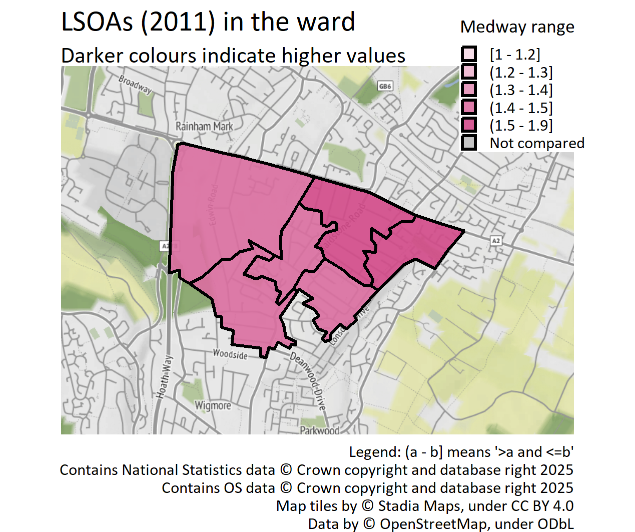 LSOAs (2011) in the ward
Darker colours indicate higher values
Medway range
[1 - 1.2]
(1.2 - 1.3]
(1.3 - 1.4]
(1.4 - 1.5]
(1.5 - 1.9]
Not compared
Broadway
GB6
Rainham Mark
A2
A2
Woodside
Hoath-Way
Deanwood-Drive
Wigmore
Parkwood
Legend: (a - b] means '>a and <=b'
Contains National Statistics data © Crown copyright and database right 2025
Contains OS data © Crown copyright and database right 2025
Map tiles by © Stadia Maps, under CC BY 4.0
Data by © OpenStreetMap, under ODbL